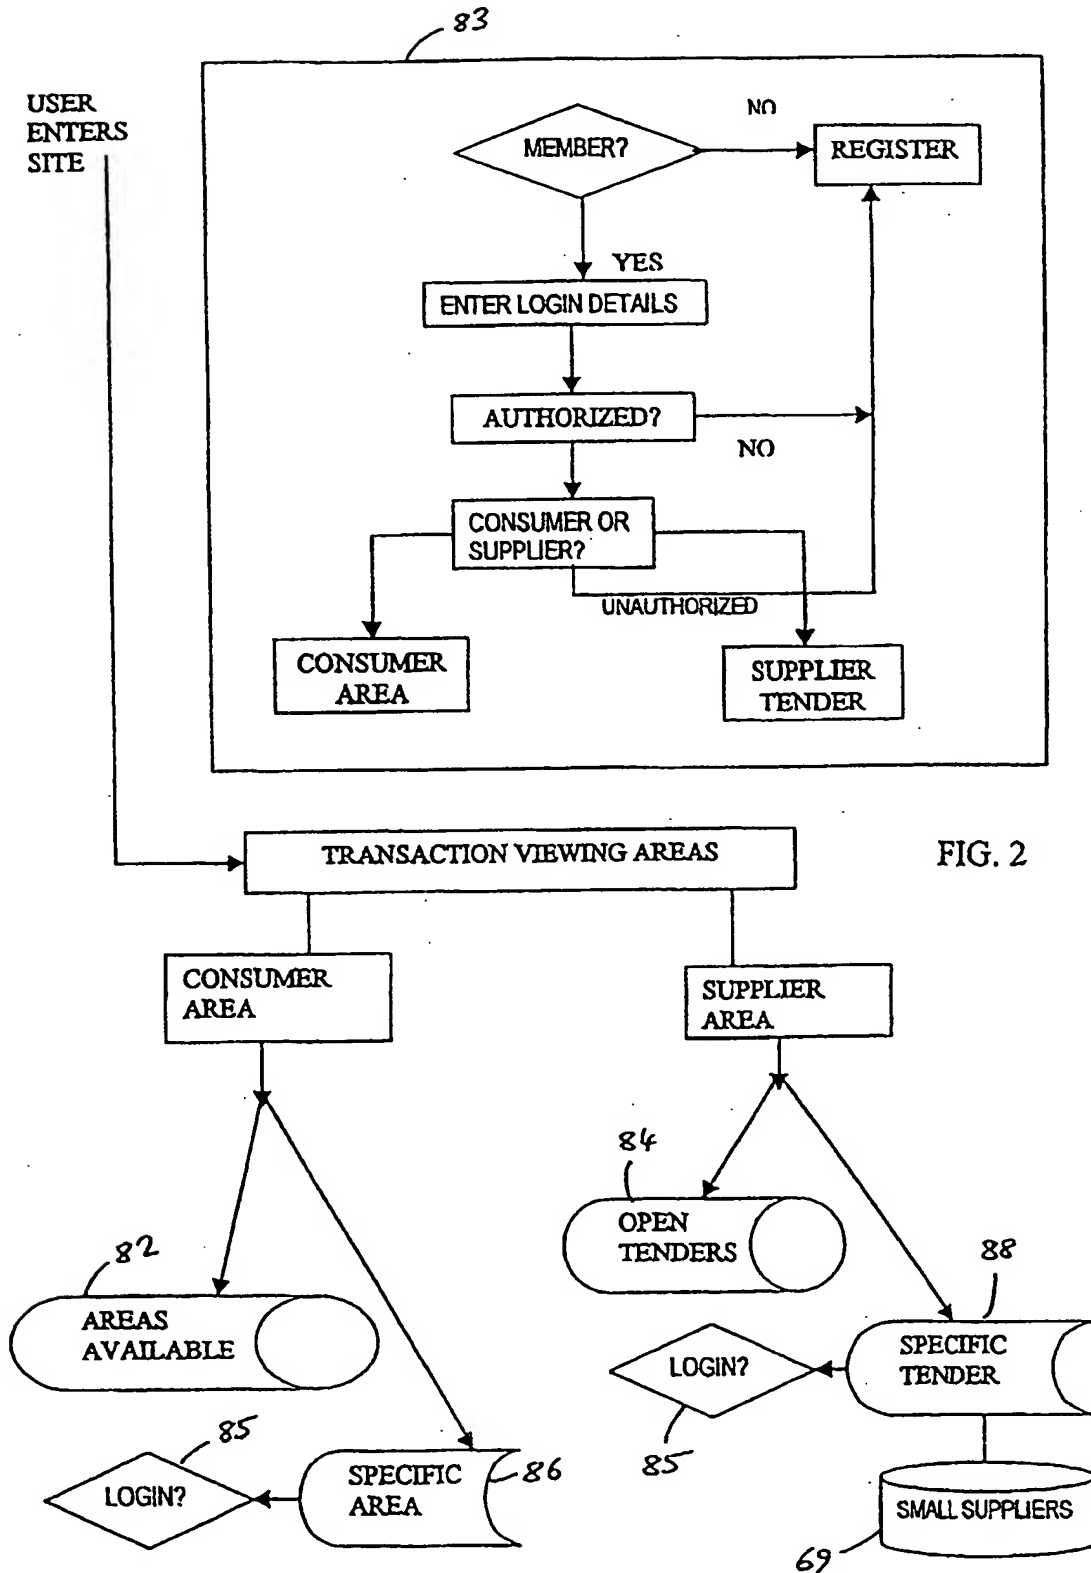 83
USER
ENTERS
SITE
NO
MEMBER?
REGISTER
YES
ENTER LOGIN DETAILS
AUTHORIZED?
NO
CONSUMER OR
SUPPLIER?
UNAUTHORIZED
CONSUMER
AREA
SUPPLIER
TENDER
TRANSACTION VIEWING AREAS
FIG. 2
CONSUMER
AREA
SUPPLIER
AREA
84
OPEN
TENDERS
82
AREAS
AVAILABLE
88
SPECIFIC
TENDER
LOGIN?
85
85
LOGIN?
SPECIFIC
AREA
86
SMALL SUPPLIERS
69